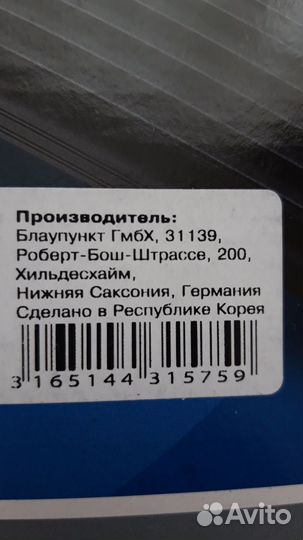 Производитель:
Блаупункт ГмбХ, 31139,
Роберт-Бош-Штрассе, 200,
Хильдесхайм,
Нижняя Саксония, Германия
Сделано в Республике Корея
3 165144 315759
Avito